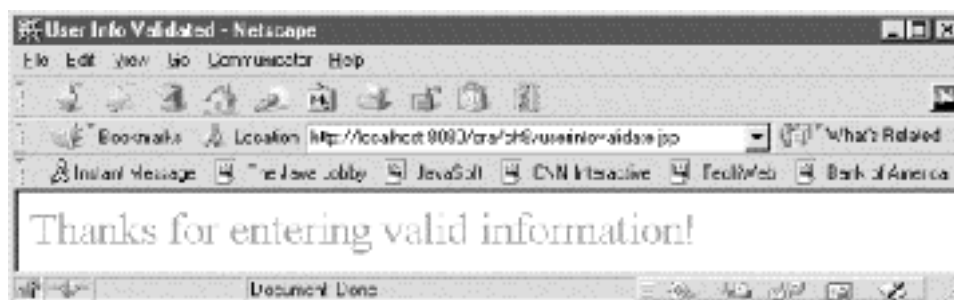 User Info Validated - Netscape
File Edit View Go Communicator Help
Bookmarks Location http://localhost:8080/ora/ch8/userinfovalidate.jsp What's Related
Instant Message The Java Lobby JavaSoft CNN Interactive TechWeb Bank of America
Thanks for entering valid information!
Document: Done